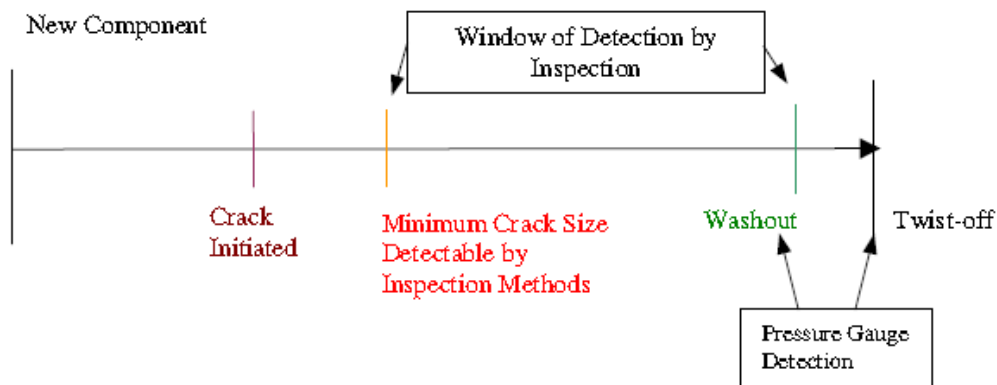 New Component
Window of Detection by
Inspection
Crack
Initiated
Minimum Crack Size
Detectable by
Inspection Methods
Washout
Twist-off
Pressure Gauge
Detection